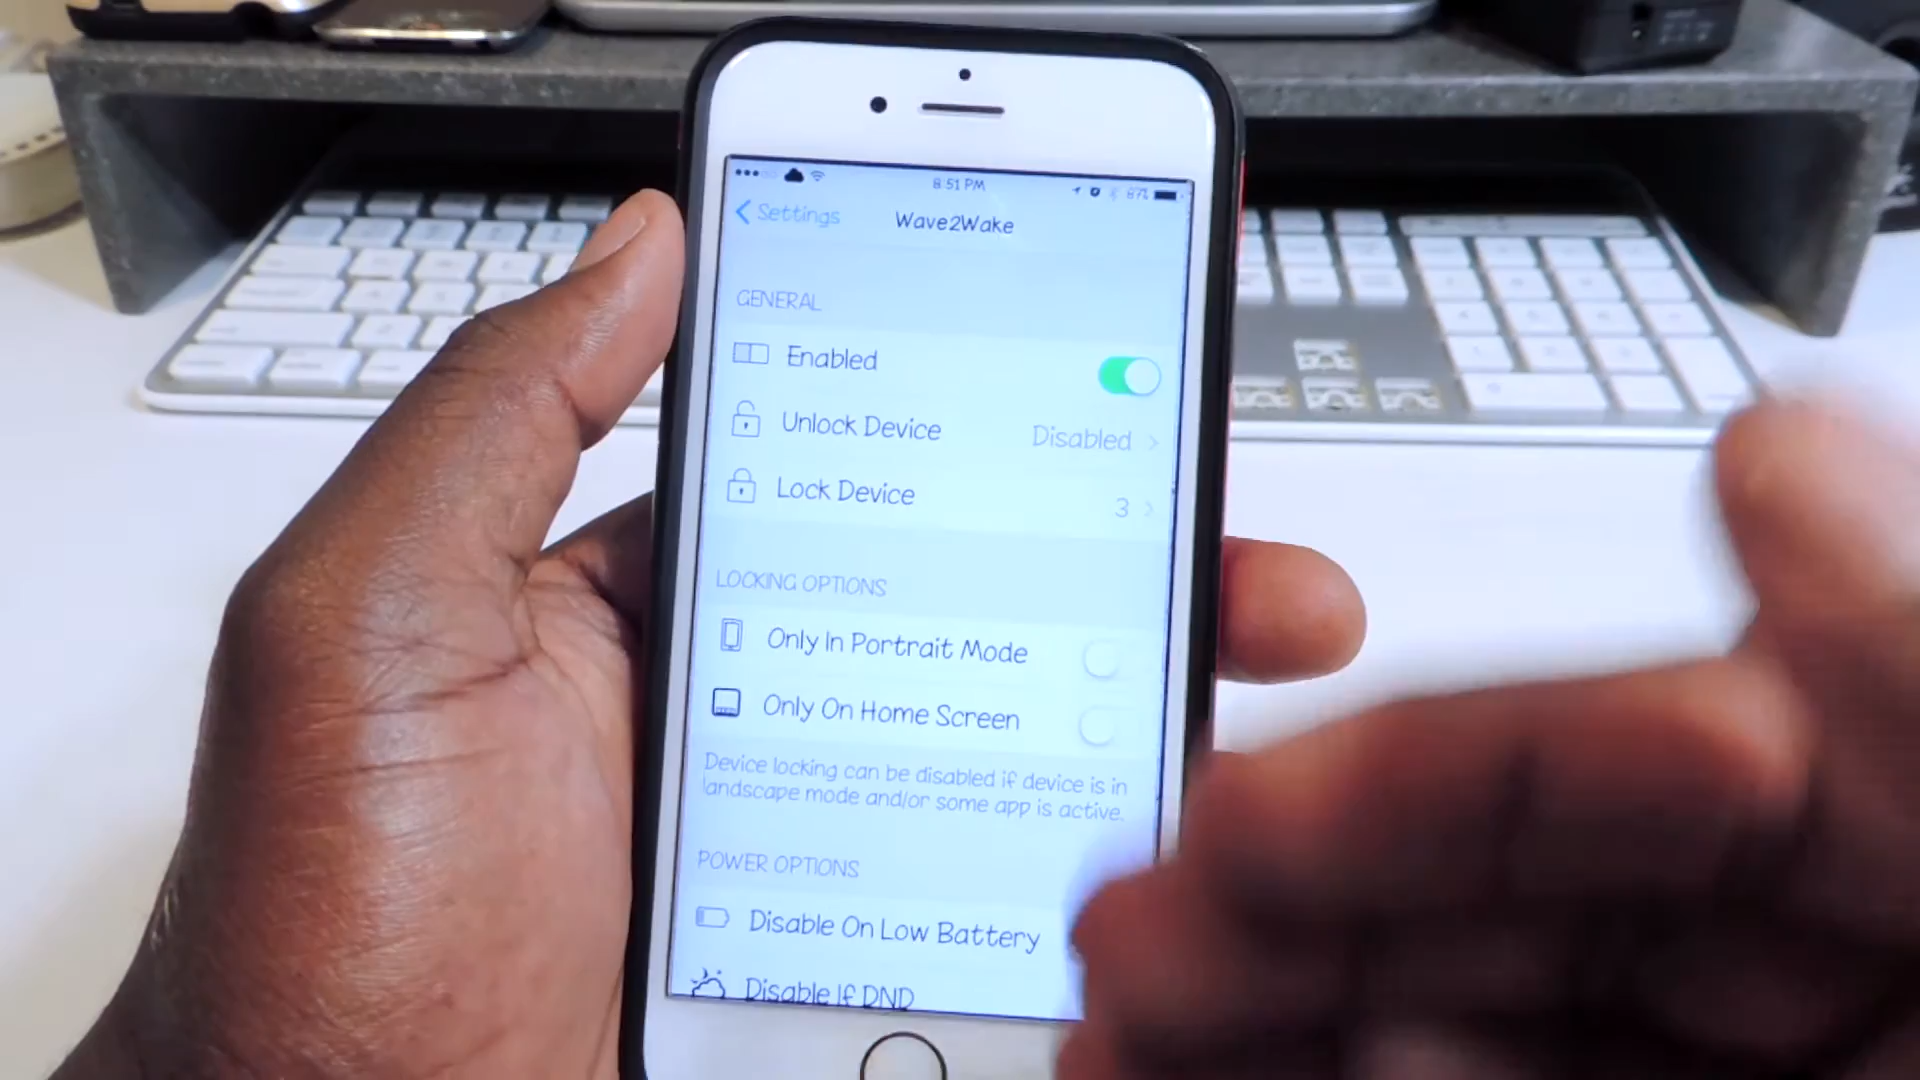 8:51 PM
87%
Settings
Wave2Wake
GENERAL
Enabled
Unlock Device
Disabled
Lock Device
3
LOCKING OPTIONS
Only In Portrait Mode
Only On Home Screen
Device locking can be disabled if device is in
landscape mode and/or some app is active.
POWER OPTIONS
Disable On Low Battery
Disable If DND